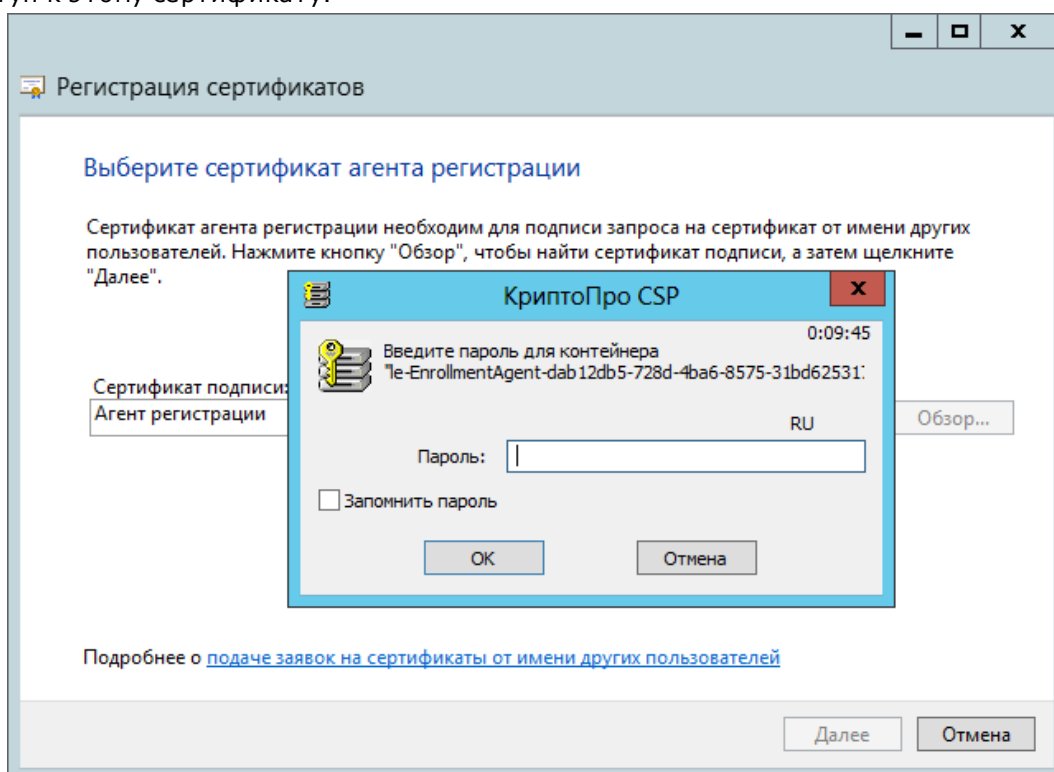 этому сертификату.
Регистрация сертификатов
Выберите сертификат агента регистрации
Сертификат агента регистрации необходим для подписи запроса на сертификат от имени других
пользователей. Нажмите кнопку "Обзор", чтобы найти сертификат подписи, а затем щелкните
"Далее".
КриптоПро CSP
0:09:45
Введите пароль для контейнера
"le-EnrollmentAgent-dab12db5-728d-4ba6-8575-31bd62531
Сертификат подписи:
Агент регистрации
RU
Обзор...
Пароль:
Запомнить пароль
OK
Отмена
Подробнее о подаче заявок на сертификаты от имени других пользователей
Далее
Отмена